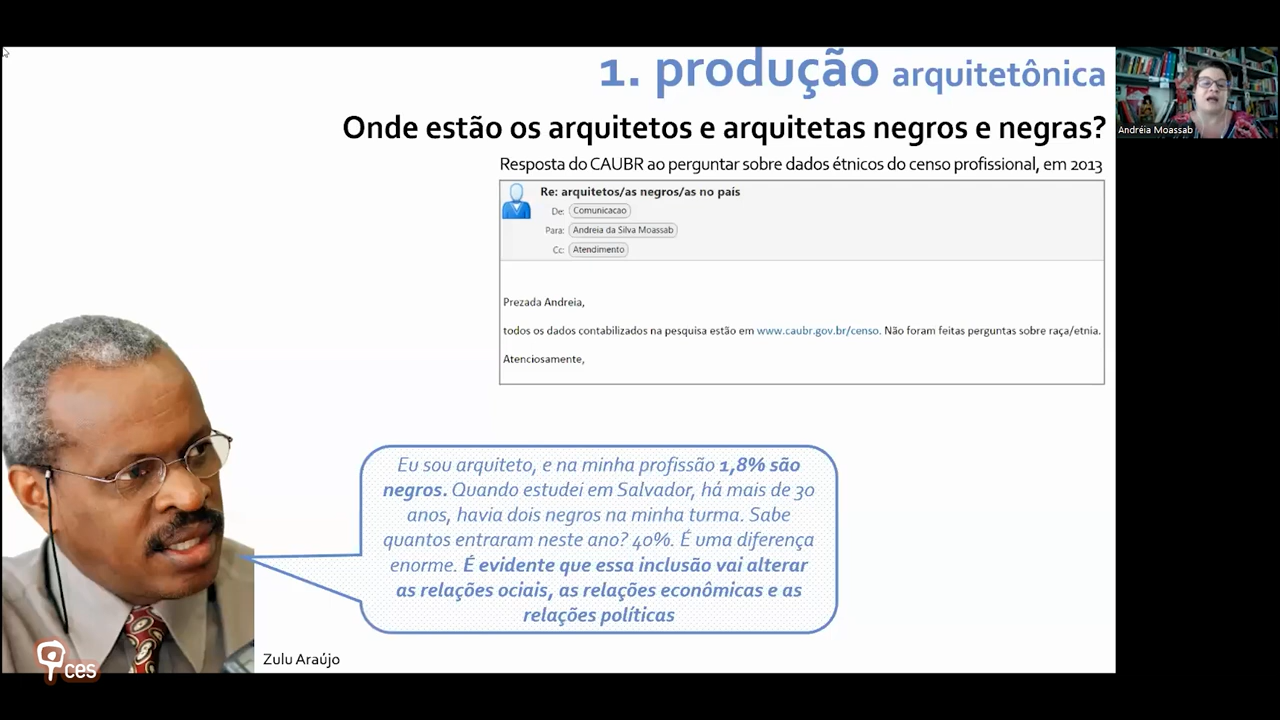 1. produção arquitetônica
Onde estão os arquitetos e arquitetas negros e negras?
Resposta do CAUBR ao perguntar sobre dados étnicos do censo profissional, em 2013
Re: arquitetos/as negros/as no país
De: Comunicacao
Para: Andreia da Silva Moassab
Cc: Atendimento
Prezada Andreia,
todos os dados contabilizados na pesquisa estão em www.caubr.gov.br/censo. Não foram feitas perguntas sobre raça/etnia.
Atenciosamente,
Eu sou arquiteto, e na minha profissão 1,8% são
negros. Quando estudei em Salvador, há mais de 30
anos, havia dois negros na minha turma. Sabe
quantos entraram neste ano? 40%. É uma diferença
enorme. É evidente que essa inclusão vai alterar
as relações ociais, as relações econômicas e as
relações políticas
Zulu Araújo
ces
Andréia Moassab